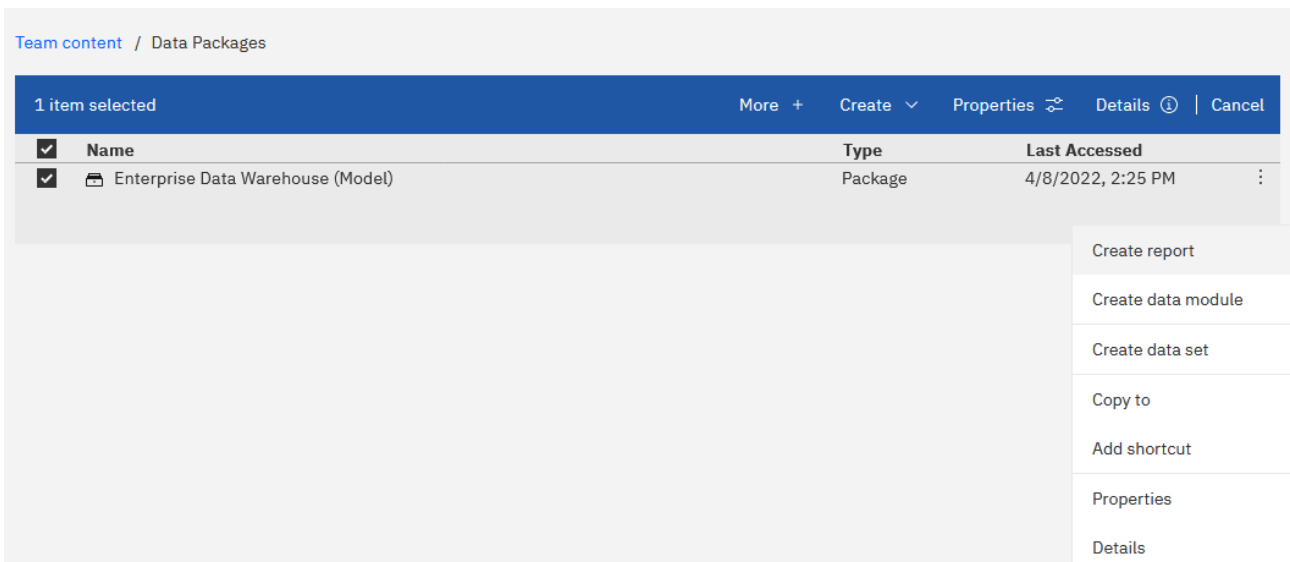 Team content / Data Packages
1 item selected More + Create Properties Details Cancel
Name Type Last Accessed
Enterprise Data Warehouse (Model) Package 4/8/2022, 2:25 PM
Create report
Create data module
Create data set
Copy to
Add shortcut
Properties
Details